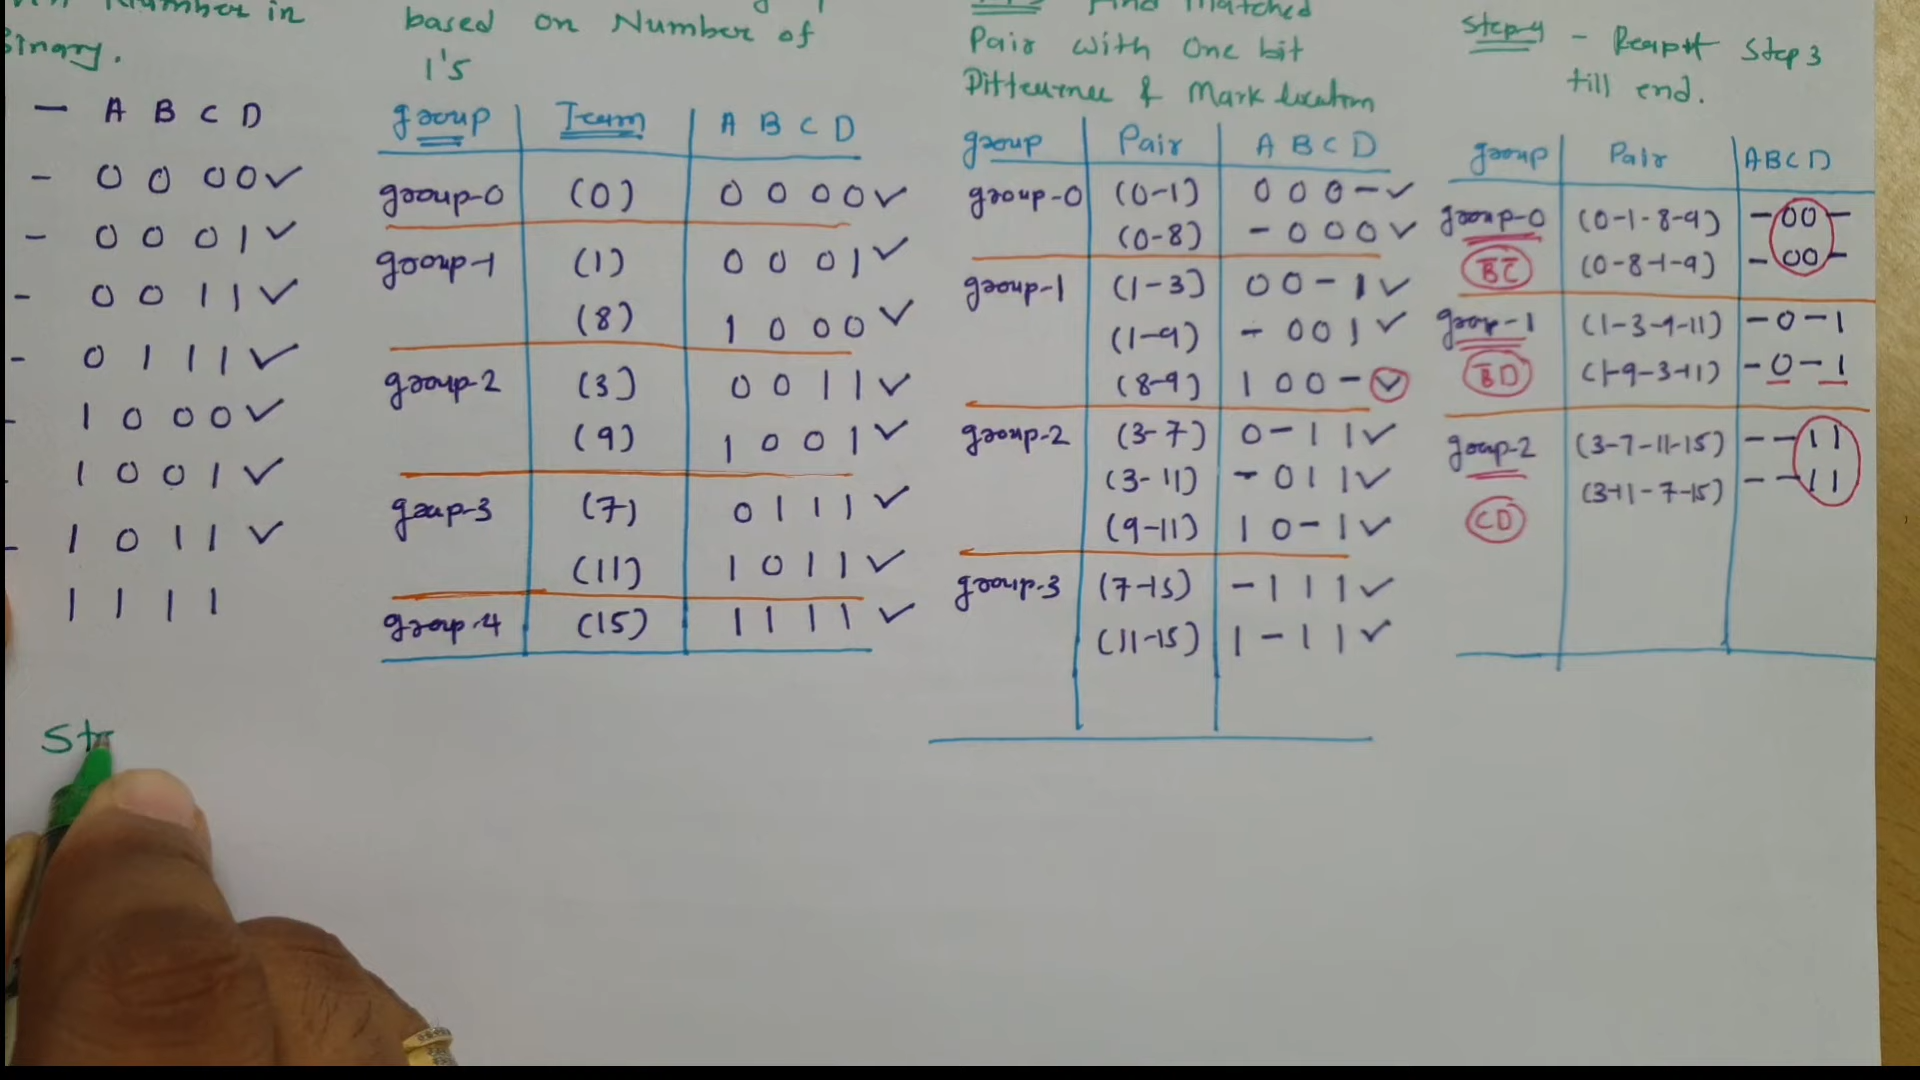 Number in
Binary.
- A B C D
- 0 0 0 0 ✓
- 0 0 0 1 ✓
- 0 0 1 1 ✓
- 0 1 1 1 ✓
- 1 0 0 0 ✓
1 0 0 1 ✓
- 1 0 1 1 ✓
1 1 1 1
based on Number of
1's
group Team A B C D
group-0 (0) 0 0 0 0 ✓
group-1 (1) 0 0 0 1 ✓
(8) 1 0 0 0 ✓
group-2 (3) 0 0 1 1 ✓
(9) 1 0 0 1 ✓
group-3 (7) 0 1 1 1 ✓
(11) 1 0 1 1 ✓
group-4 (15) 1 1 1 1 ✓
Find Matched
Pair with One bit
Difference & Mark location
group Pair A B C D
group-0 (0-1) 0 0 0 - ✓
(0-8) - 0 0 0 ✓
group-1 (1-3) 0 0 - 1 ✓
(1-9) - 0 0 1 ✓
(8-9) 1 0 0 - ✓
group-2 (3-7) 0 - 1 1 ✓
(3-11) - 0 1 1 ✓
(9-11) 1 0 - 1 ✓
group-3 (7-15) - 1 1 1 ✓
(11-15) 1 - 1 1 ✓
Step-4 - Reapt Step 3
till end.
group Pair A B C D
group-0 (0-1-8-9) - 0 0 -
B̅C̅ (0-8-1-9) - 0 0 -
group-1 (1-3-9-11) - 0 - 1
B̅D (1-9-3-11) - 0 - 1
group-2 (3-7-11-15) - - 1 1
(3-11-7-15) - - 1 1
CD
St